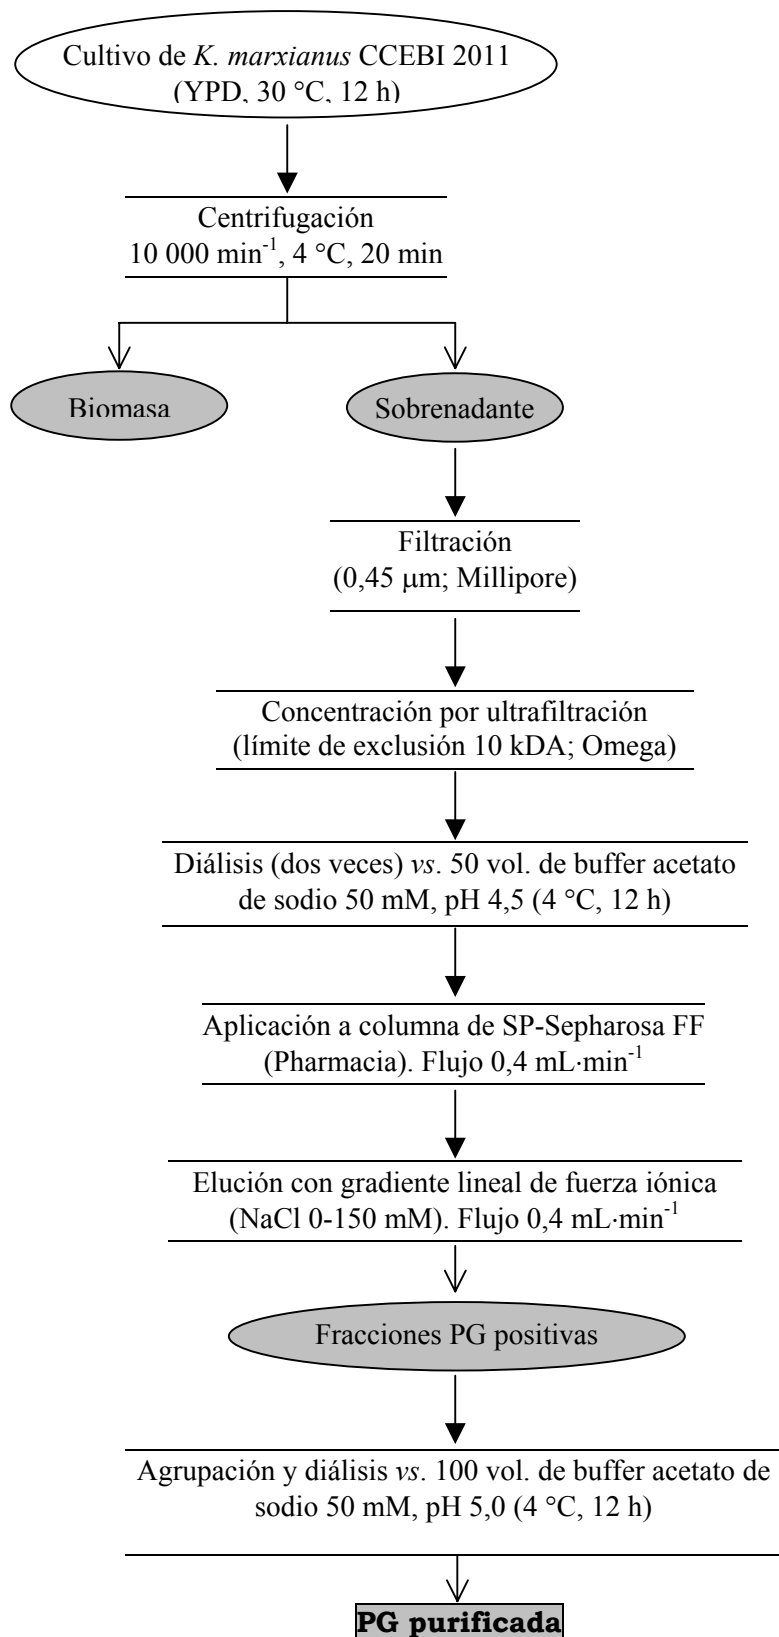 Cultivo de K. marxianus CCEBI 2011
(YPD, 30 °C, 12 h)
Centrifugación
10 000 min⁻¹, 4 °C, 20 min
Biomasa
Sobrenadante
Filtración
(0,45 μm; Millipore)
Concentración por ultrafiltración
(límite de exclusión 10 kDA; Omega)
Diálisis (dos veces) vs. 50 vol. de buffer acetato
de sodio 50 mM, pH 4,5 (4 °C, 12 h)
Aplicación a columna de SP-Sepharosa FF
(Pharmacia). Flujo 0,4 mL·min⁻¹
Elución con gradiente lineal de fuerza iónica
(NaCl 0-150 mM). Flujo 0,4 mL·min⁻¹
Fracciones PG positivas
Agrupación y diálisis vs. 100 vol. de buffer acetato de
sodio 50 mM, pH 5,0 (4 °C, 12 h)
PG purificada